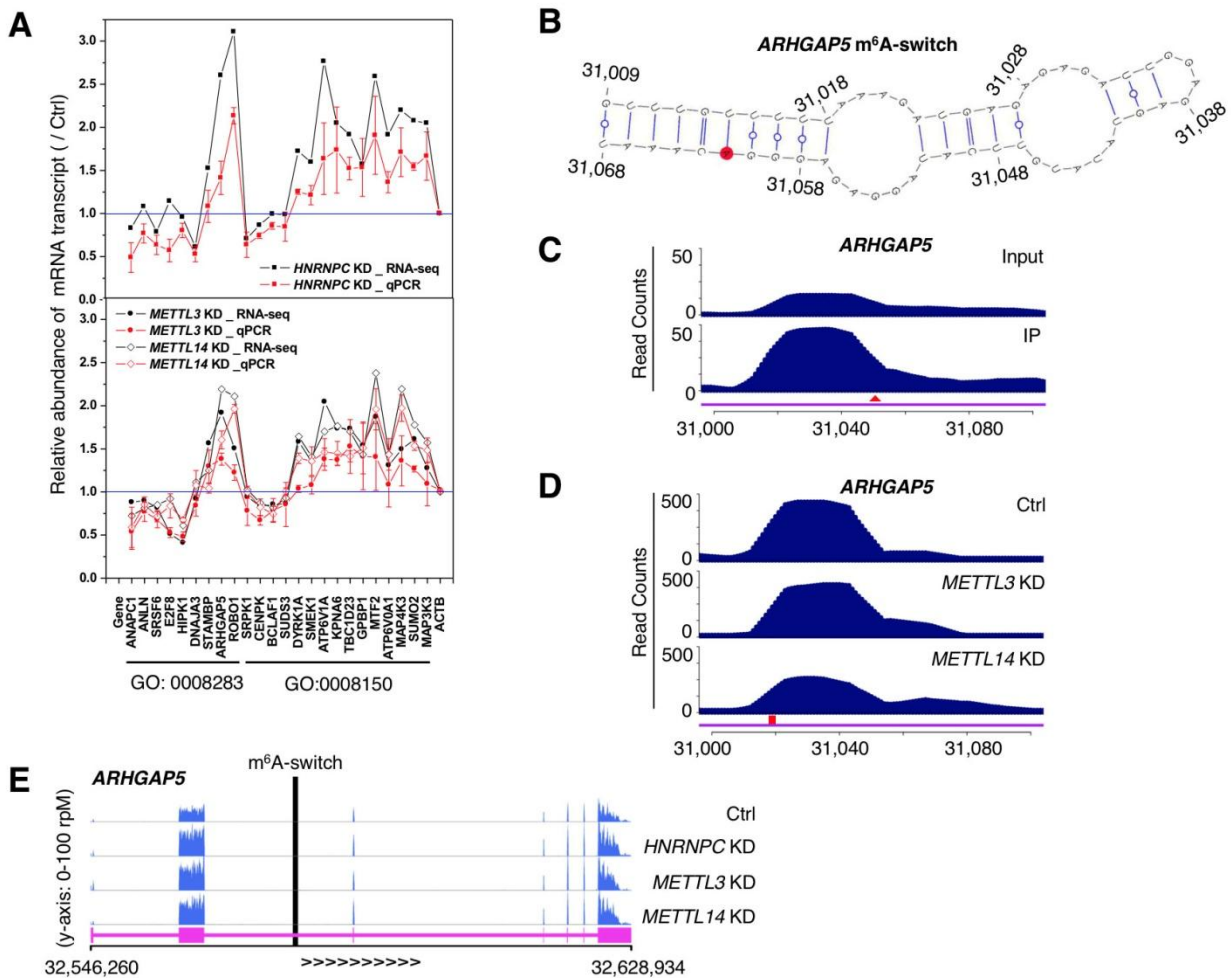 A
Relative abundance of mRNA transcript ( / Ctrl)
3.0
2.5
2.0
1.5
1.0
0.5
0.0
HNRNPC KD _ RNA-seq
HNRNPC KD _ qPCR
3.0
2.5
2.0
1.5
1.0
0.5
0.0
METTL3 KD _ RNA-seq
METTL3 KD _ qPCR
METTL14 KD _ RNA-seq
METTL14 KD _qPCR
Gene
ANAPC1
ANLN
SRSF6
E2F8
HIPK1
DNAJA3
STAMBP
ARHGAP5
ROBO1
SRPK1
CENPK
BCLAF1
SUDS3
DYRK1A
SMEK1
ATP6V1A
KPNA6
TBC1D23
GPBP1
MTF2
ATP6V0A1
MAP4K3
SUMO2
MAP3K3
ACTB
GO: 0008283
GO:0008150
B
ARHGAP5 m⁶A-switch
31,009
31,018
31,028
31,038
31,048
31,058
31,068
C
ARHGAP5
Read Counts
50
0
Input
50
0
IP
31,000
31,040
31,080
D
ARHGAP5
Read Counts
500
0
Ctrl
500
0
METTL3 KD
500
0
METTL14 KD
31,000
31,040
31,080
E
ARHGAP5
m⁶A-switch
(y-axis: 0-100 rpM)
Ctrl
HNRNPC KD
METTL3 KD
METTL14 KD
32,546,260
>>>>>>>>>>
32,628,934